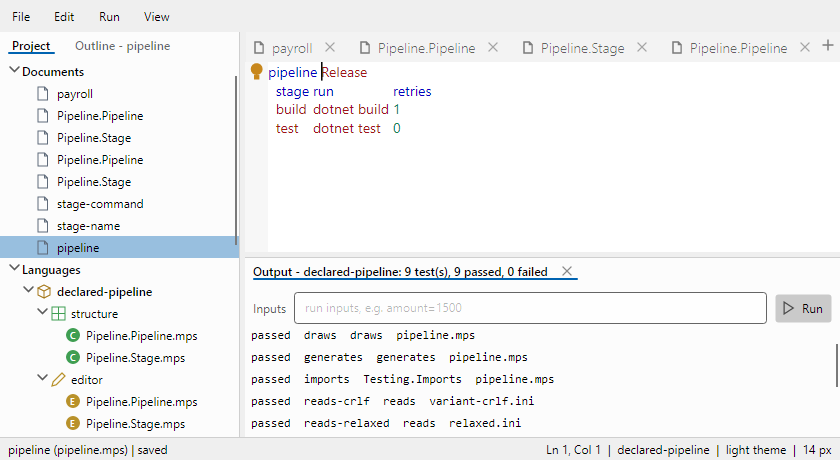 File Edit Run View
Project Outline - pipeline
Documents
payroll
Pipeline.Pipeline
Pipeline.Stage
Pipeline.Pipeline
Pipeline.Stage
stage-command
stage-name
pipeline
Languages
declared-pipeline
structure
C Pipeline.Pipeline.mps
C Pipeline.Stage.mps
editor
E Pipeline.Pipeline.mps
E Pipeline.Stage.mps
payroll Pipeline.Pipeline Pipeline.Stage Pipeline.Pipeline
pipeline Release
stage run retries
build dotnet build 1
test dotnet test 0
Output - declared-pipeline: 9 test(s), 9 passed, 0 failed
Inputs run inputs, e.g. amount=1500 Run
passed draws draws pipeline.mps
passed generates generates pipeline.mps
passed imports Testing.Imports pipeline.mps
passed reads-crlf reads variant-crlf.ini
passed reads-relaxed reads relaxed.ini
pipeline (pipeline.mps) | saved Ln 1, Col 1 | declared-pipeline | light theme | 14 px